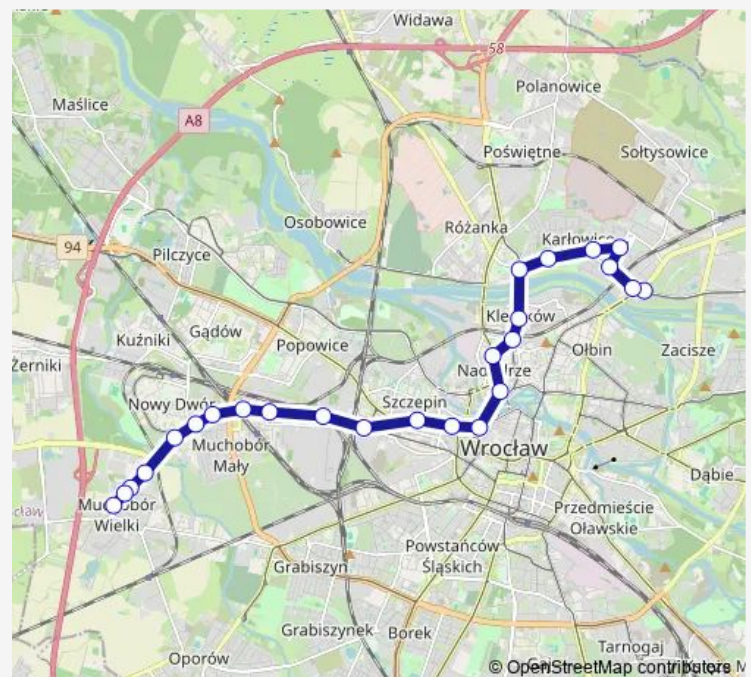 Widawa
58
Polanowice
Maślice
A8
Poświętne
Sołtysowice
Osobowice
Różanka
Karłowice
94
Pilczyce
Kuźniki
Gądów
Popowice
Ołbin
Zacisze
Żerniki
Nowy Dwór
Szczepin
Muchobór
Mały
Wrocław
Dąbie
Wielki
Przedmieście
Oławskie
Powstańców
Śląskich
Grabiszyn
Grabiszynek
Borek
Tarnogaj
Oporów
© OpenStreetMap contributors